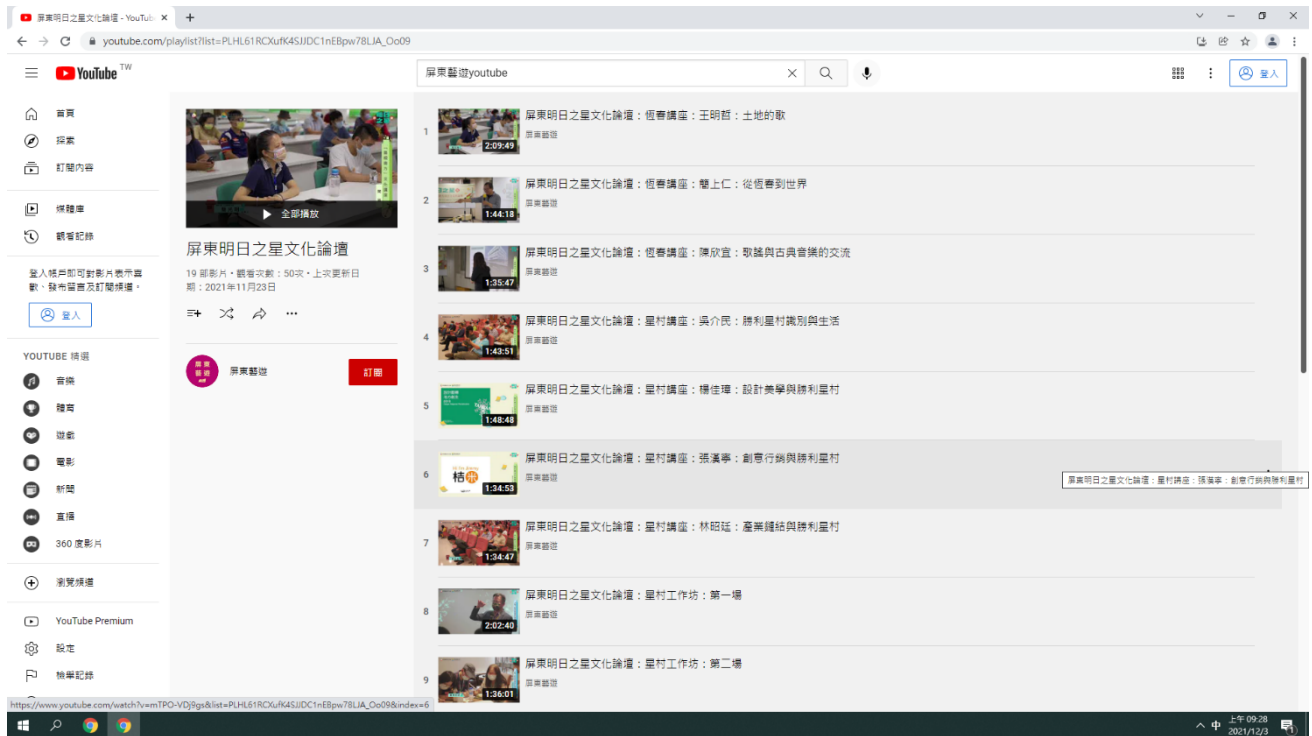 屏東明日之星文化論壇 - YouTub
youtube.com/playlist?list=PLHL61RCXufK4SJJDC1nEBpw78LJA_Oo09
YouTube TW
屏東藝遊youtube
登入
首頁
探索
訂閱內容
媒體庫
觀看記錄
登入帳戶即可對影片表示喜
歡、發布留言及訂閱頻道。
登入
YOUTUBE 精選
音樂
體育
遊戲
電影
新聞
直播
360 度影片
瀏覽頻道
YouTube Premium
設定
檢舉記錄
全部播放
屏東明日之星文化論壇
19 部影片・觀看次數：50次・上次更新日
期：2021年11月23日
屏東藝遊
訂閱
1
2:09:49
屏東明日之星文化論壇：恆春講座：王明哲：土地的歌
屏東藝遊
2
1:44:18
屏東明日之星文化論壇：恆春講座：簡上仁：從恆春到世界
屏東藝遊
3
1:35:47
屏東明日之星文化論壇：恆春講座：陳欣宜：歌謠與古典音樂的交流
屏東藝遊
4
1:43:51
屏東明日之星文化論壇：星村講座：吳介民：勝利星村識別與生活
屏東藝遊
5
1:48:48
屏東明日之星文化論壇：星村講座：楊佳璋：設計美學與勝利星村
屏東藝遊
6
桔
1:34:53
屏東明日之星文化論壇：星村講座：張漢寧：創意行銷與勝利星村
屏東藝遊
屏東明日之星文化論壇：星村講座：張漢寧：創意行銷與勝利星村
7
1:34:47
屏東明日之星文化論壇：星村講座：林昭廷：產業鏈結與勝利星村
屏東藝遊
8
2:02:40
屏東明日之星文化論壇：星村工作坊：第一場
屏東藝遊
9
1:36:01
屏東明日之星文化論壇：星村工作坊：第二場
屏東藝遊
https://www.youtube.com/watch?v=mTPO-VDj9gs&list=PLHL61RCXufK4SJJDC1nEBpw78LJA_Oo09&index=6
中
上午 09:28
2021/12/3